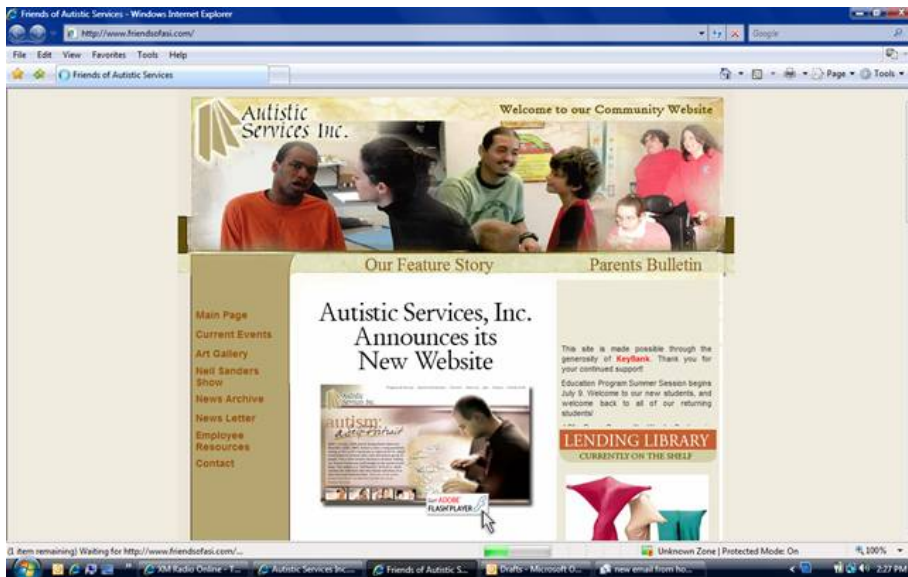 Friends of Autistic Services - Windows Internet Explorer
http://www.friendsofasi.com/
Google
File Edit View Favorites Tools Help
Friends of Autistic Services
Page Tools
Autistic
Services Inc.
Welcome to our Community Website
Our Feature Story
Parents Bulletin
Main Page
Current Events
Art Gallery
Neil Sanders
Show
News Archive
News Letter
Employee
Resources
Contact
Autistic Services, Inc.
Announces its
New Website
Autistic
Services Inc.
autism:
Get ADOBE
FLASH PLAYER
This site is made possible through the
generosity of KeyBank. Thank you for
your continued support!
Education Program Summer Session begins
July 9. Welcome to our new students, and
welcome back to all of our returning
students!
LENDING LIBRARY
CURRENTLY ON THE SHELF
(1 item remaining) Waiting for http://www.friendsofasi.com/...
Unknown Zone | Protected Mode: On
100%
XM Radio Online - T...
Autistic Services Inc...
Friends of Autistic S...
Drafts - Microsoft O...
new email from ho...
2:27 PM